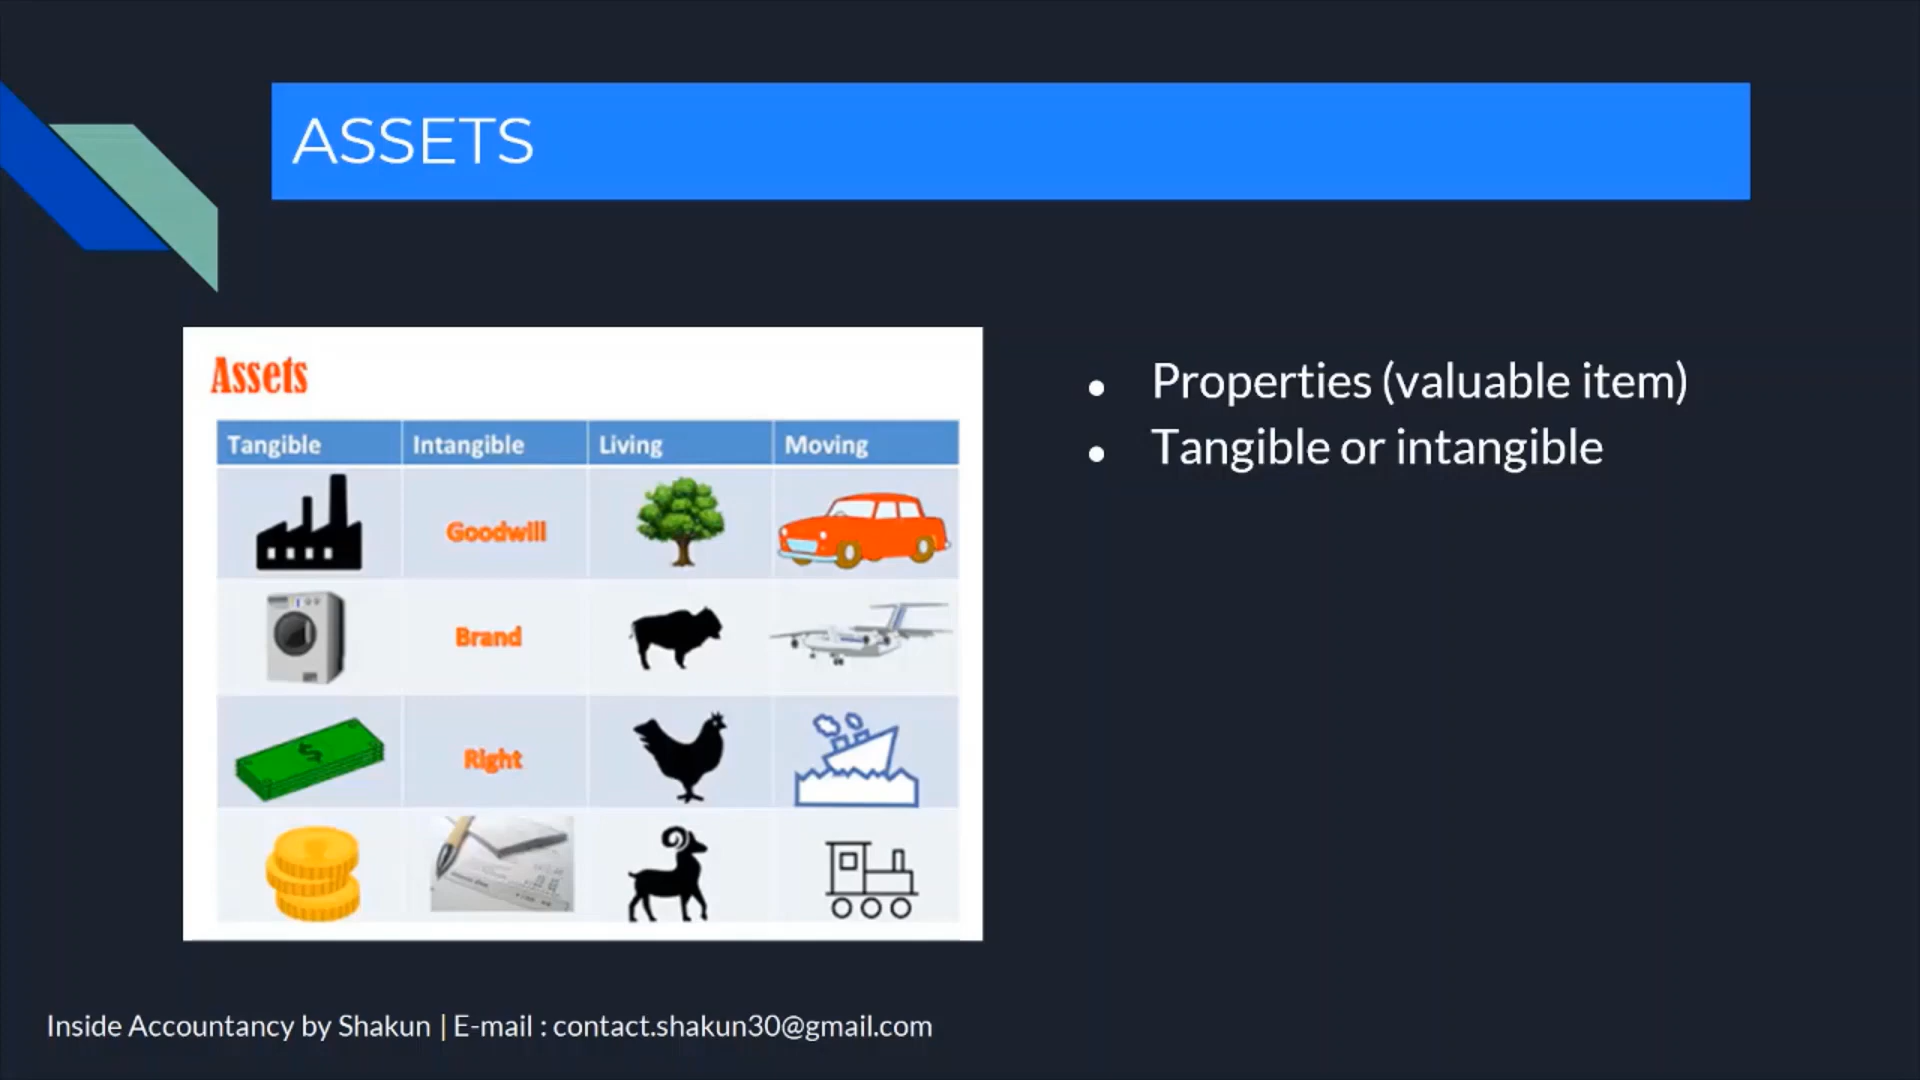 ASSETS
Assets
Tangible Intangible Living Moving
Goodwill
Brand
Right
• Properties (valuable item)
• Tangible or intangible
Inside Accountancy by Shakun | E-mail : contact.shakun30@gmail.com